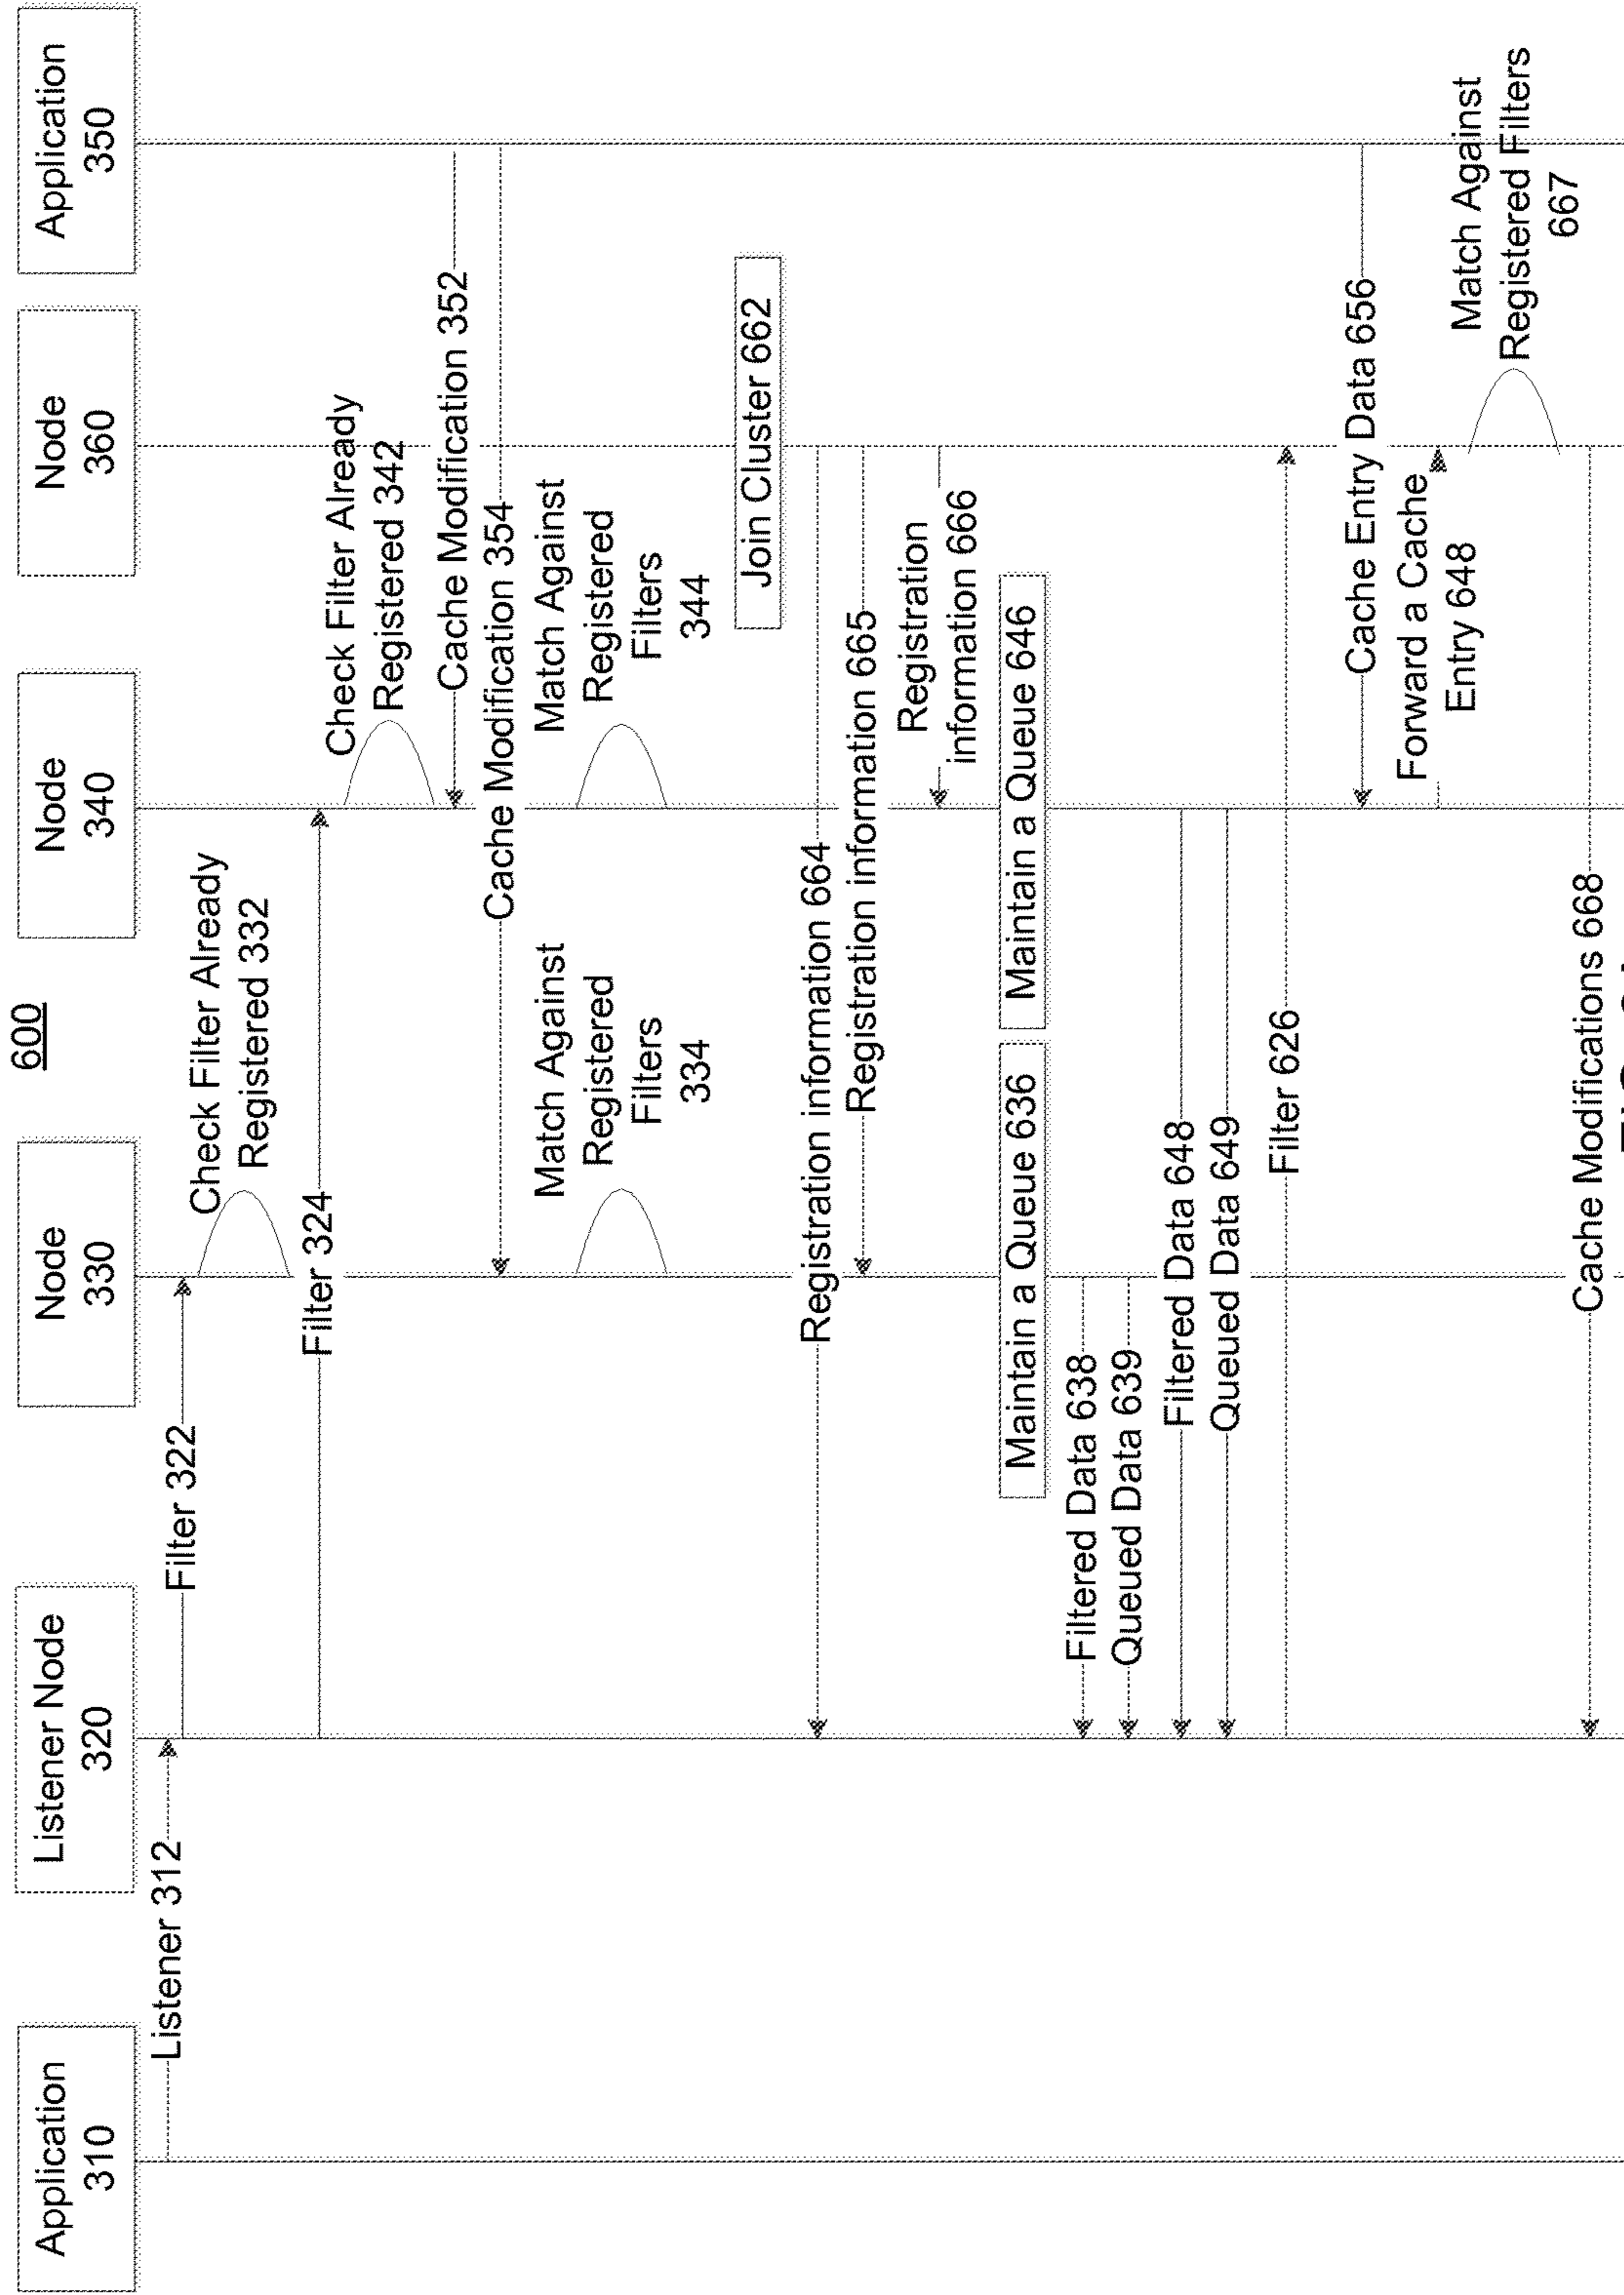 600
Application
310
Listener Node
320
Node
330
Node
340
Node
360
Application
350
Listener 312
Filter 322
Check Filter Already
Registered 332
Filter 324
Check Filter Already
Registered 342
Cache Modification 352
Cache Modification 354
Match Against
Registered
Filters
334
Match Against
Registered
Filters
344
Join Cluster 662
Registration information 664
Registration information 665
Registration
information 666
Maintain a Queue 636
Maintain a Queue 646
Filtered Data 638
Queued Data 639
Filtered Data 648
Queued Data 649
Filter 626
Cache Entry Data 656
Forward a Cache
Entry 648
Match Against
Registered Filters
667
Cache Modifications 668